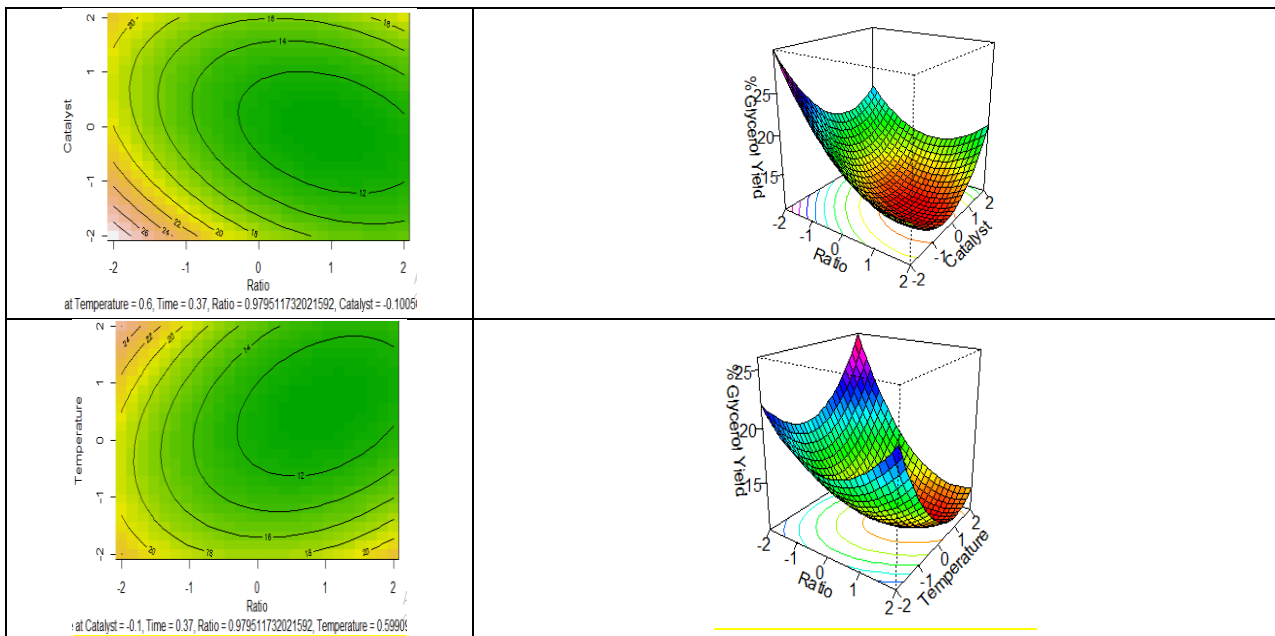 20
16
18
14
12
26
24
22
20
18
Catalyst
-2 -1 0 1 2
-2 -1 0 1 2
Ratio
at Temperature = 0.6, Time = 0.37, Ratio = 0.979511732021592, Catalyst = -0.1005
% Glycerol Yield
25
20
15
-2 -1 0 1 2
Ratio
-2 -1 0 1 2
Catalyst
24
22
20
14
12
16
18
20
18
20
Temperature
-2 -1 0 1 2
-2 -1 0 1 2
Ratio
at Catalyst = -0.1, Time = 0.37, Ratio = 0.979511732021592, Temperature = 0.5990
% Glycerol Yield
25
20
15
-2 -1 0 1 2
Ratio
-2 -1 0 1 2
Temperature